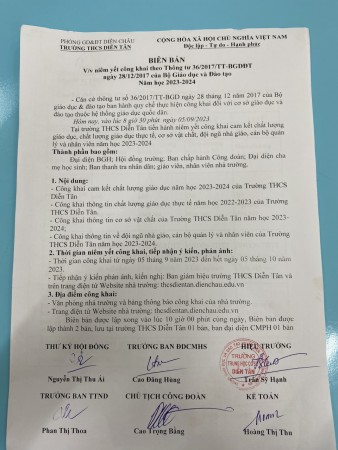 PHÒNG GD&ĐT DIỄN CHÂU
TRƯỜNG THCS DIỄN TÂN
CỘNG HÒA XÃ HỘI CHỦ NGHĨA VIỆT NAM
Độc lập - Tự do - Hạnh phúc
BIÊN BẢN
V/v niêm yết công khai theo Thông tư 36/2017/TT-BGDĐT
ngày 28/12/2017 của Bộ Giáo dục và Đào tạo
Năm học 2023-2024
- Căn cứ thông tư số 36/2017/TT-BGD ngày 28 tháng 12 năm 2017 của Bộ
giáo dục & đào tạo ban hành quy chế thực hiện công khai đối với cơ sở giáo dục và
đào tạo thuộc hệ thống giáo dục quốc dân.
Hôm nay, vào lúc 8 giờ 30 phút ngày 05/09/2023
Tại trường THCS Diễn Tân tiến hành niêm yết công khai cam kết chất lượng
giáo dục, chất lượng giáo dục thực tế, cơ sở vật chất, đội ngũ nhà giáo, cán bộ quản
lý và nhân viên năm học 2023-2024.
Thành phần bao gồm:
Đại diện BGH; Hội đồng trường; Ban chấp hành Công đoàn; Đại diện cha
mẹ học sinh; Ban thanh tra nhân dân; giáo viên, nhân viên nhà trường.
1. Nội dung:
- Công khai cam kết chất lượng giáo dục năm học 2023-2024 của Trường THCS
Diễn Tân.
- Công khai thông tin chất lượng giáo dục thực tế năm học 2022-2023 của Trường
THCS Diễn Tân.
- Công khai thông tin cơ sở vật chất của Trường THCS Diễn Tân năm học 2023-
2024;
- Công khai thông tin về đội ngũ nhà giáo, cán bộ quản lý và nhân viên của Trường
THCS Diễn Tân năm học 2023-2024.
2. Thời gian niêm yết công khai, tiếp nhận ý kiến, phản ánh:
- Thời gian công khai từ ngày 05 tháng 9 năm 2023 đến hết ngày 05 tháng 10 năm
2023.
- Tiếp nhận ý kiến phản ánh, kiến nghị: Ban giám hiệu trường THCS Diễn Tân và
trên trang điện tử Website nhà trường: thcsdientan.dienchau.edu.vn
3. Địa điểm công khai:
- Văn phòng nhà trường và bảng thông báo công khai của nhà trường.
- Trang điện tử Website nhà trường: thcsdientan.dienchau.edu.vn
Biên bản được lập xong vào lúc 10 giờ 00 phút cùng ngày. Biên bản được lập
thành 2 bản, lưu tại trường THCS Diễn Tân 01 bản, ban đại diện CMPH 01 bản
THƯ KÝ HỘI ĐỒNG
TRƯỞNG BAN ĐDCMHS
HIỆU TRƯỞNG
Nguyễn Thị Thu Ái
Cao Đăng Hùng
Trần Sỹ Hạnh
TRƯỞNG BAN TTND
CHỦ TỊCH CÔNG ĐOÀN
KẾ TOÁN
Phan Thị Thoa
Cao Trọng Bằng
Hoàng Thị Thu